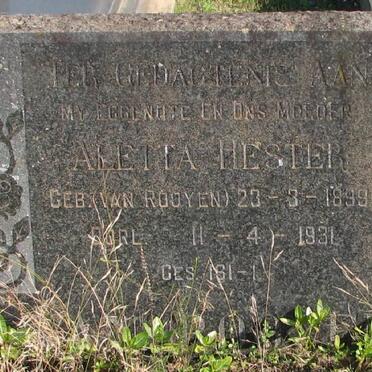 TER GEDAGTENIS AAN
MY EGGENOTE EN ONS MOEDER
ALETTA HESTER
GEB.(VAN ROOYEN) 23-3-1899
OORL. 11-4-1931
GES 181-1